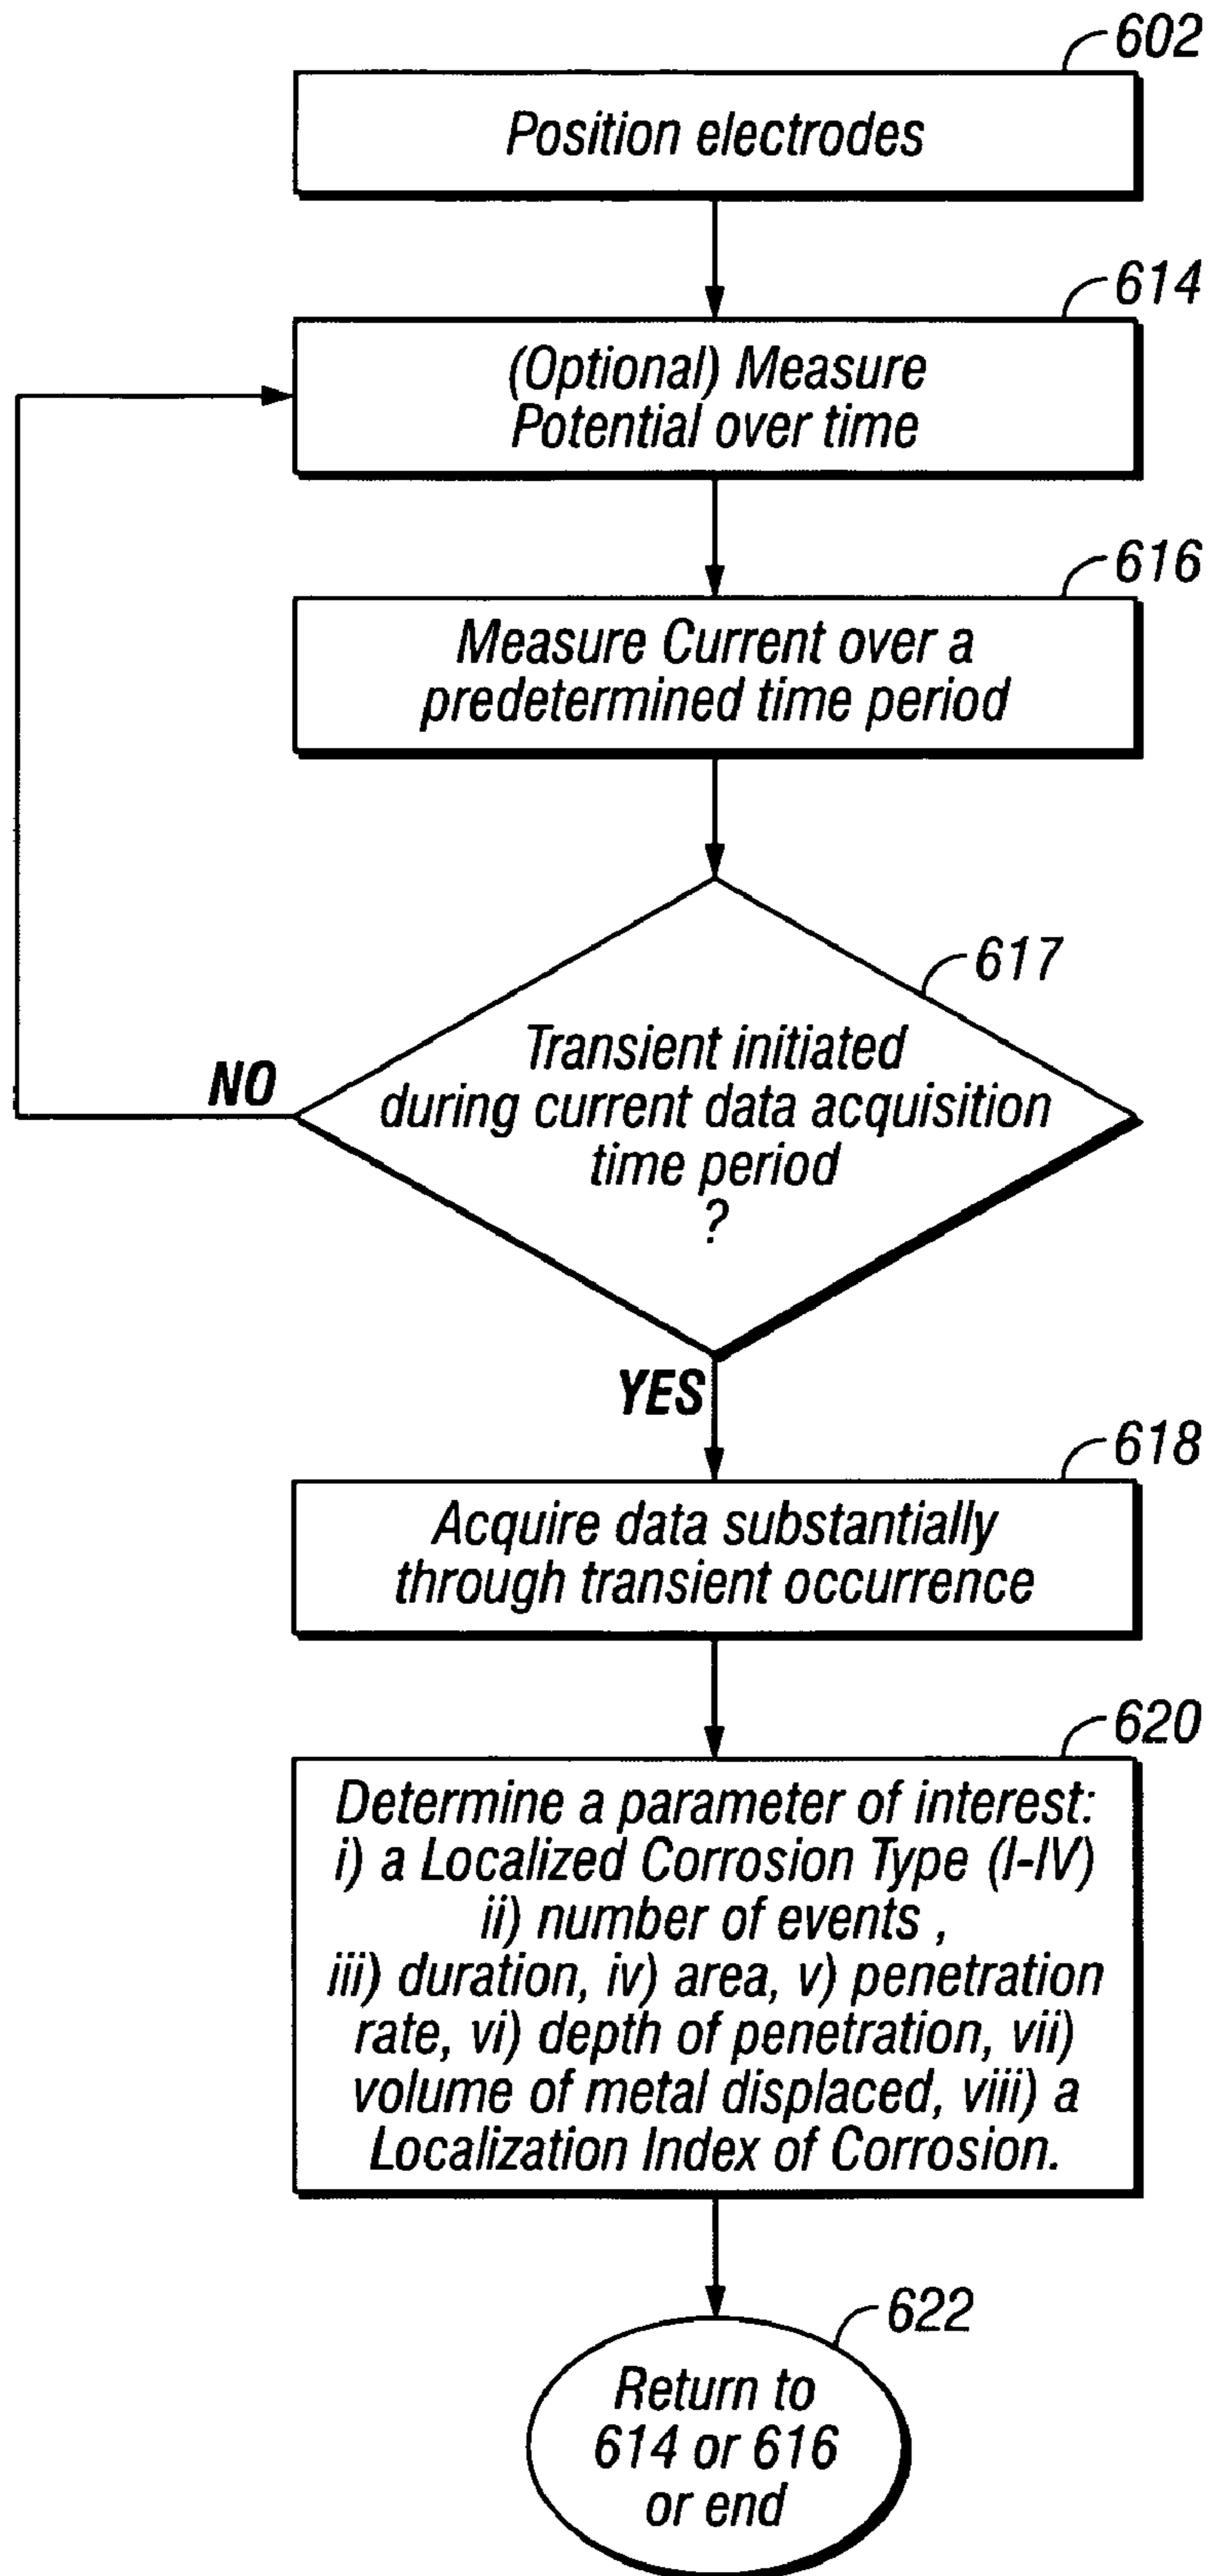 602
Position electrodes
614
(Optional) Measure
Potential over time
616
Measure Current over a
predetermined time period
617
Transient initiated
during current data acquisition
time period
?
NO
YES
618
Acquire data substantially
through transient occurrence
620
Determine a parameter of interest:
i) a Localized Corrosion Type (I-IV)
ii) number of events ,
iii) duration, iv) area, v) penetration
rate, vi) depth of penetration, vii)
volume of metal displaced, viii) a
Localization Index of Corrosion.
622
Return to
614 or 616
or end